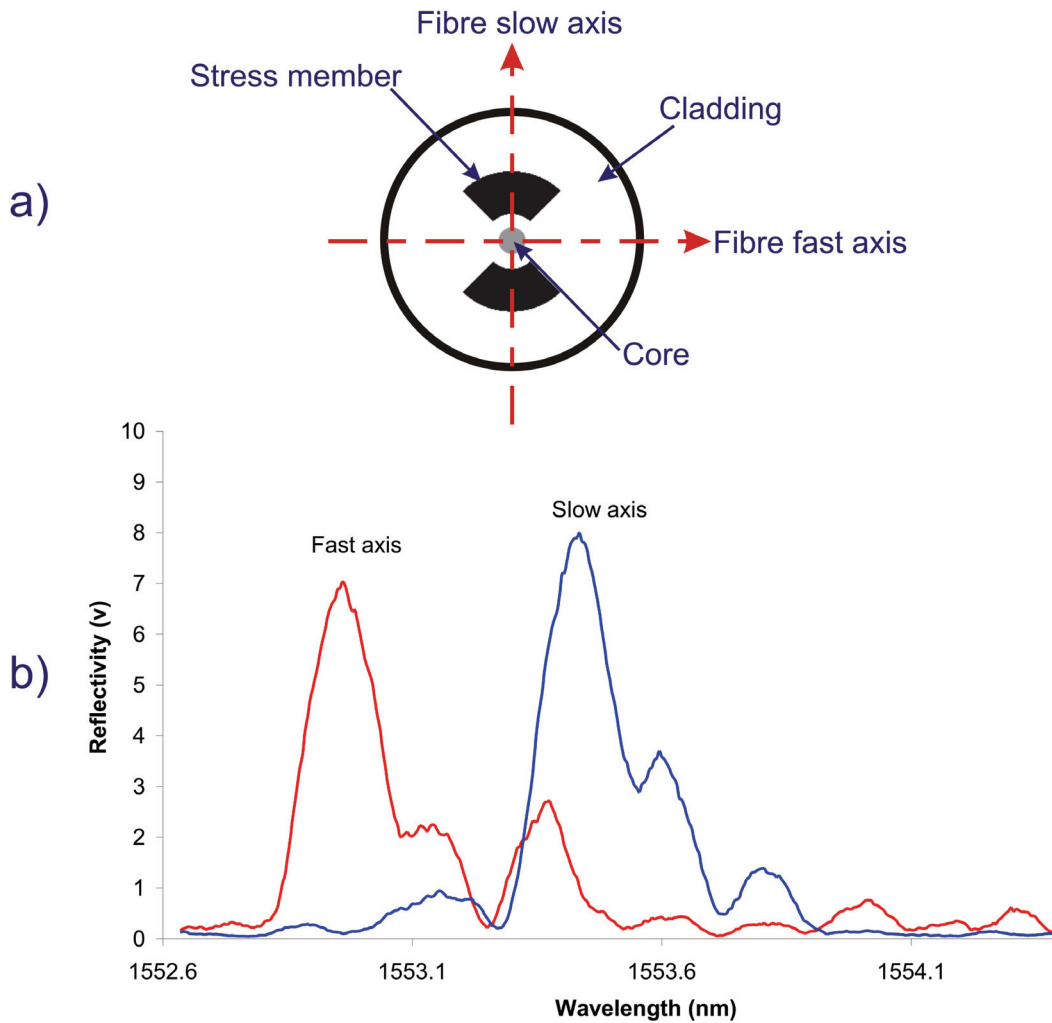 a)
Fibre slow axis
Stress member
Cladding
Fibre fast axis
Core
b)
10
9
8
7
6
5
4
3
2
1
0
Reflectivity (v)
Fast axis
Slow axis
1552.6
1553.1
1553.6
1554.1
Wavelength (nm)